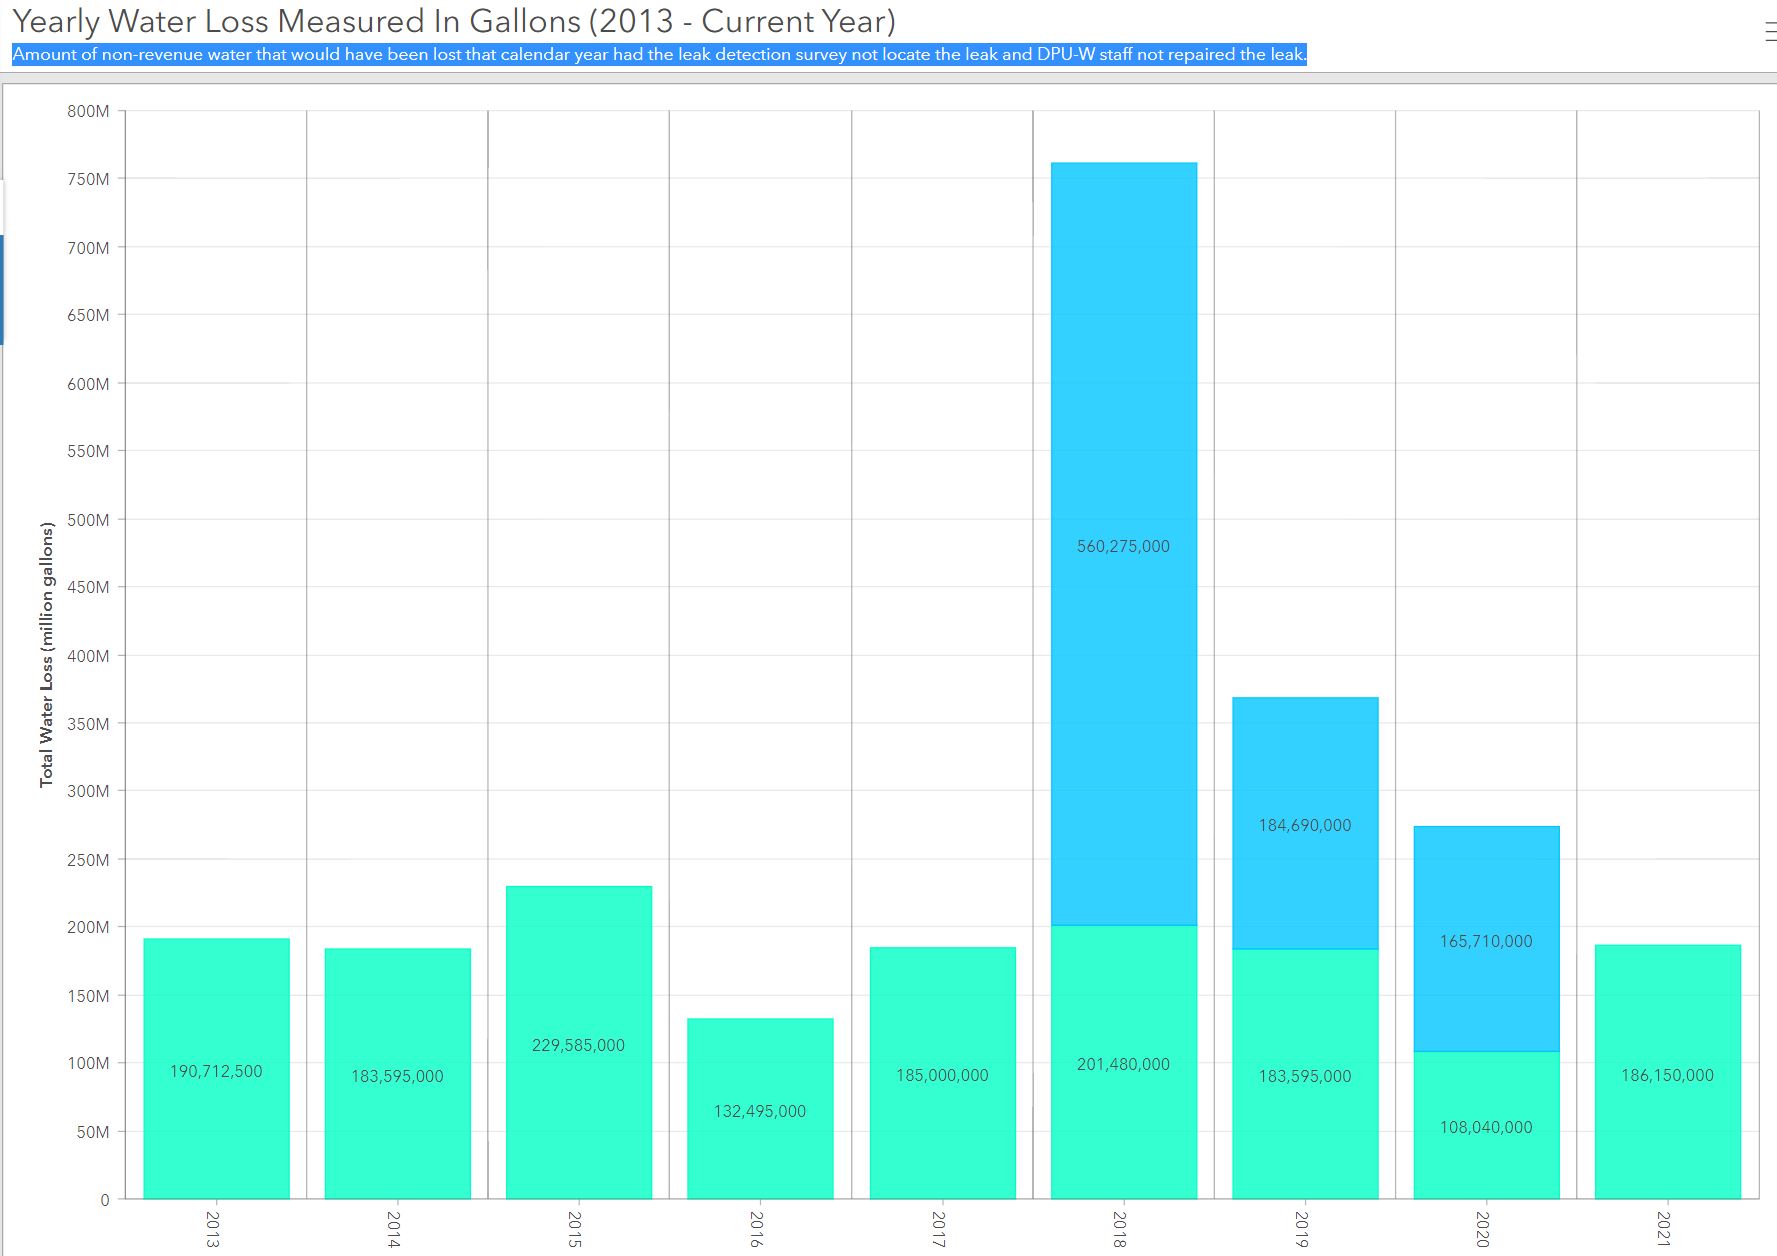 Yearly Water Loss Measured In Gallons (2013 - Current Year)
Amount of non-revenue water that would have been lost that calendar year had the leak detection survey not locate the leak and DPU-W staff not repaired the leak.
Total Water Loss (million gallons)
800M
750M
700M
650M
600M
550M
500M
450M
400M
350M
300M
250M
200M
150M
100M
50M
0
190,712,500
183,595,000
229,585,000
132,495,000
185,000,000
560,275,000
201,480,000
184,690,000
183,595,000
165,710,000
108,040,000
186,150,000
2013
2014
2015
2016
2017
2018
2019
2020
2021